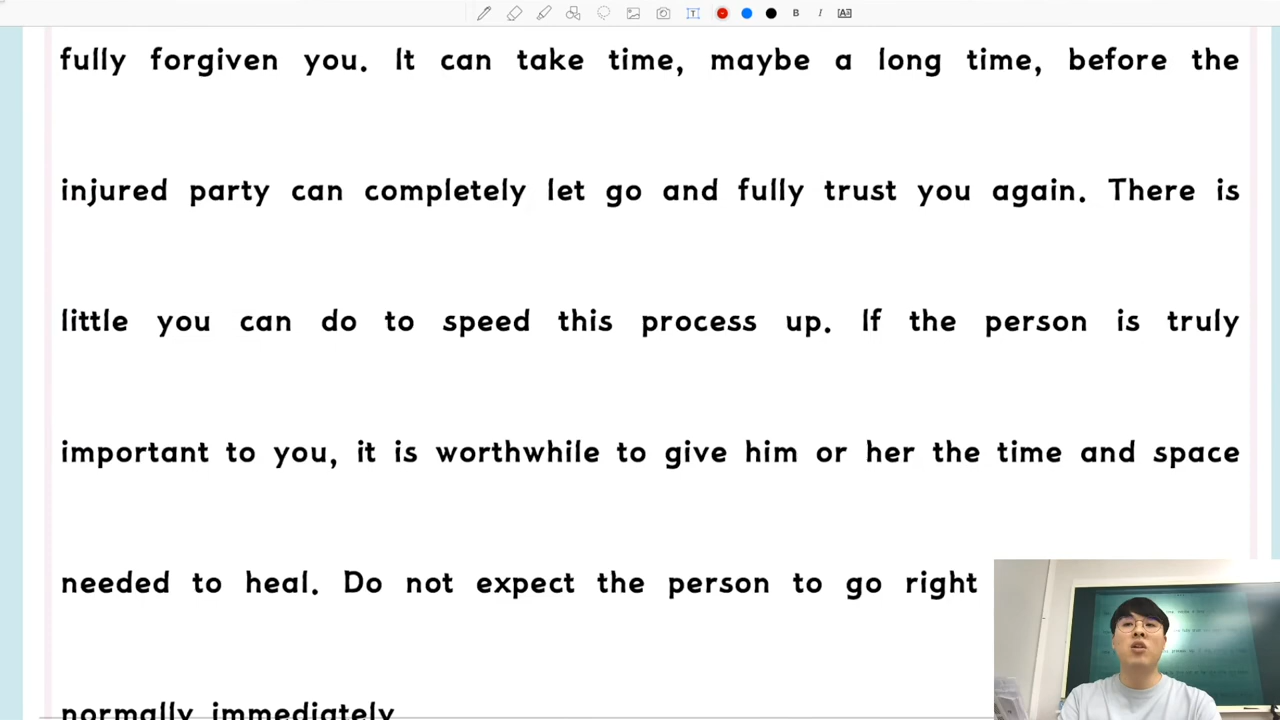 B I A
fully forgiven you. It can take time, maybe a long time, before the
injured party can completely let go and fully trust you again. There is
little you can do to speed this process up. If the person is truly
important to you, it is worthwhile to give him or her the time and space
needed to heal. Do not expect the person to go right
normally immediately